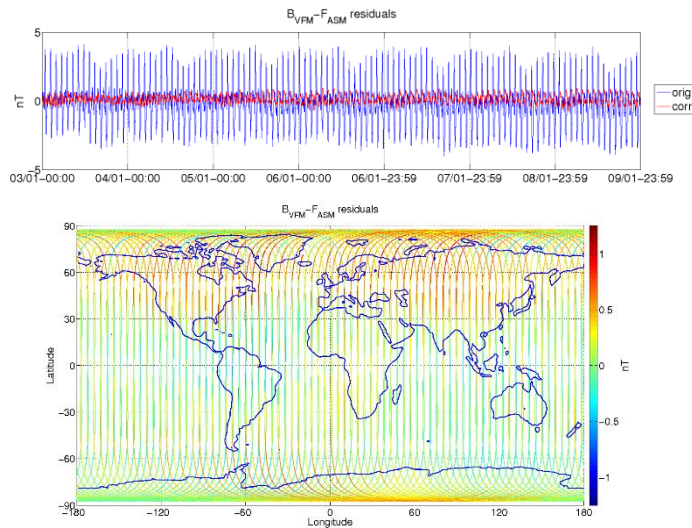 B_VFM−F_ASM residuals
5
0
−5
nT
03/01−00:00 04/01−00:00 05/01−00:00 06/01−00:00 06/01−23:59 07/01−23:59 08/01−23:59 09/01−23:59
orig
corr
B_VFM−F_ASM residuals
90
60
30
0
−30
−60
−90
Latitude
−180 −120 −60 0 60 120 180
Longitude
1
0.5
0
−0.5
−1
nT